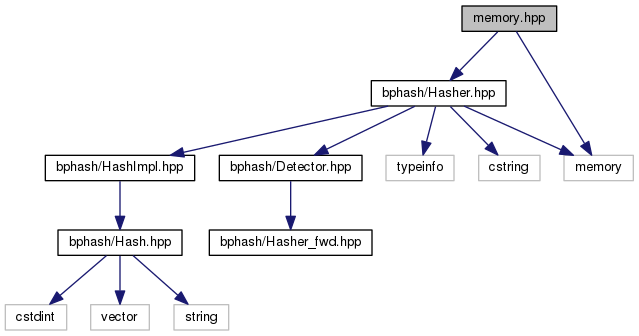 memory.hpp
bphash/Hasher.hpp
bphash/HashImpl.hpp
bphash/Detector.hpp
typeinfo
cstring
memory
bphash/Hash.hpp
bphash/Hasher_fwd.hpp
cstdint
vector
string